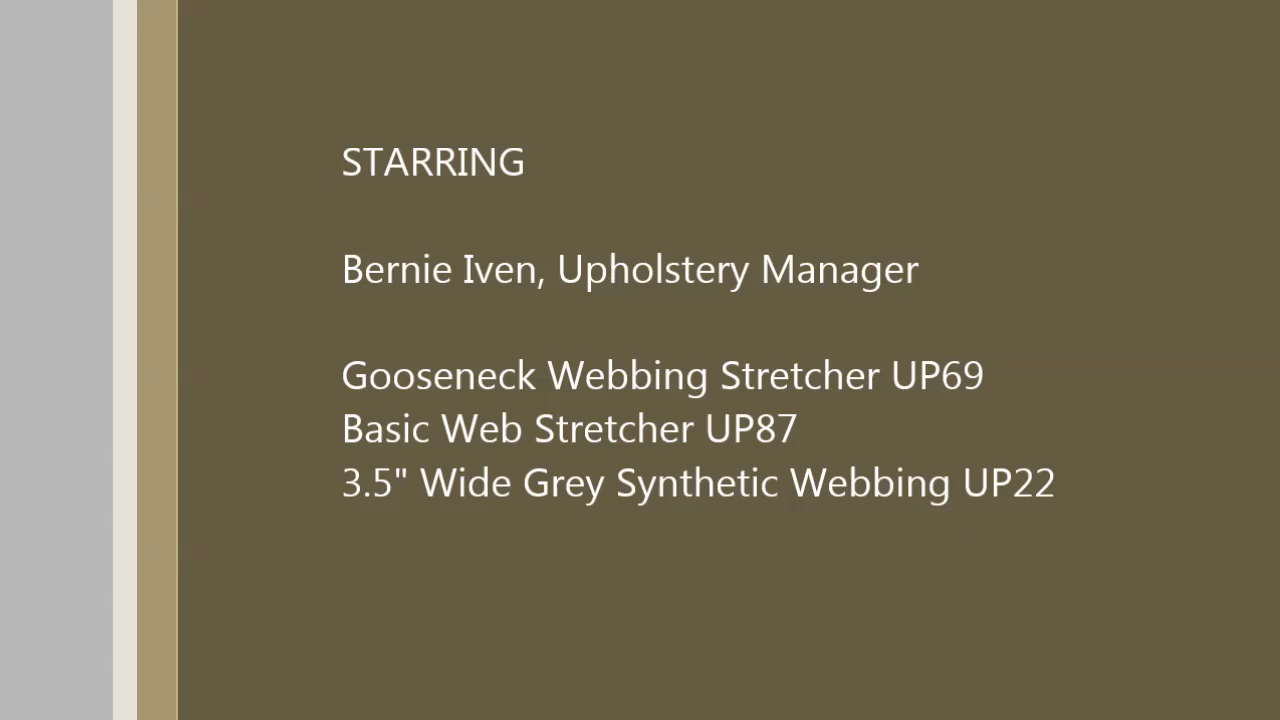 STARRING
Bernie Iven, Upholstery Manager
Gooseneck Webbing Stretcher UP69
Basic Web Stretcher UP87
3.5" Wide Grey Synthetic Webbing UP22